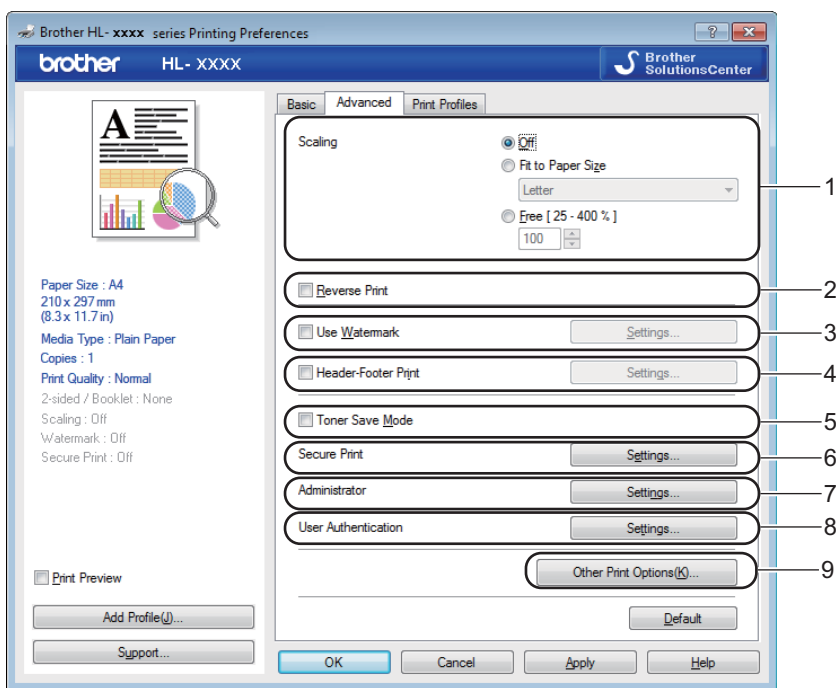 Brother HL- xxxx series Printing Preferences
brother HL- XXXX
Brother
SolutionsCenter
Basic Advanced Print Profiles
Scaling
Off
Fit to Paper Size
Letter
Free [ 25 - 400 % ]
100
1
Reverse Print
2
Use Watermark Settings...
3
Header-Footer Print Settings...
4
Toner Save Mode
5
Secure Print Settings...
6
Administrator Settings...
7
User Authentication Settings...
8
Other Print Options(K)...
9
Default
A
Paper Size : A4
210 x 297 mm
(8.3 x 11.7 in)
Media Type : Plain Paper
Copies : 1
Print Quality : Normal
2-sided / Booklet : None
Scaling : Off
Watermark : Off
Secure Print : Off
Print Preview
Add Profile(J)...
Support...
OK Cancel Apply Help